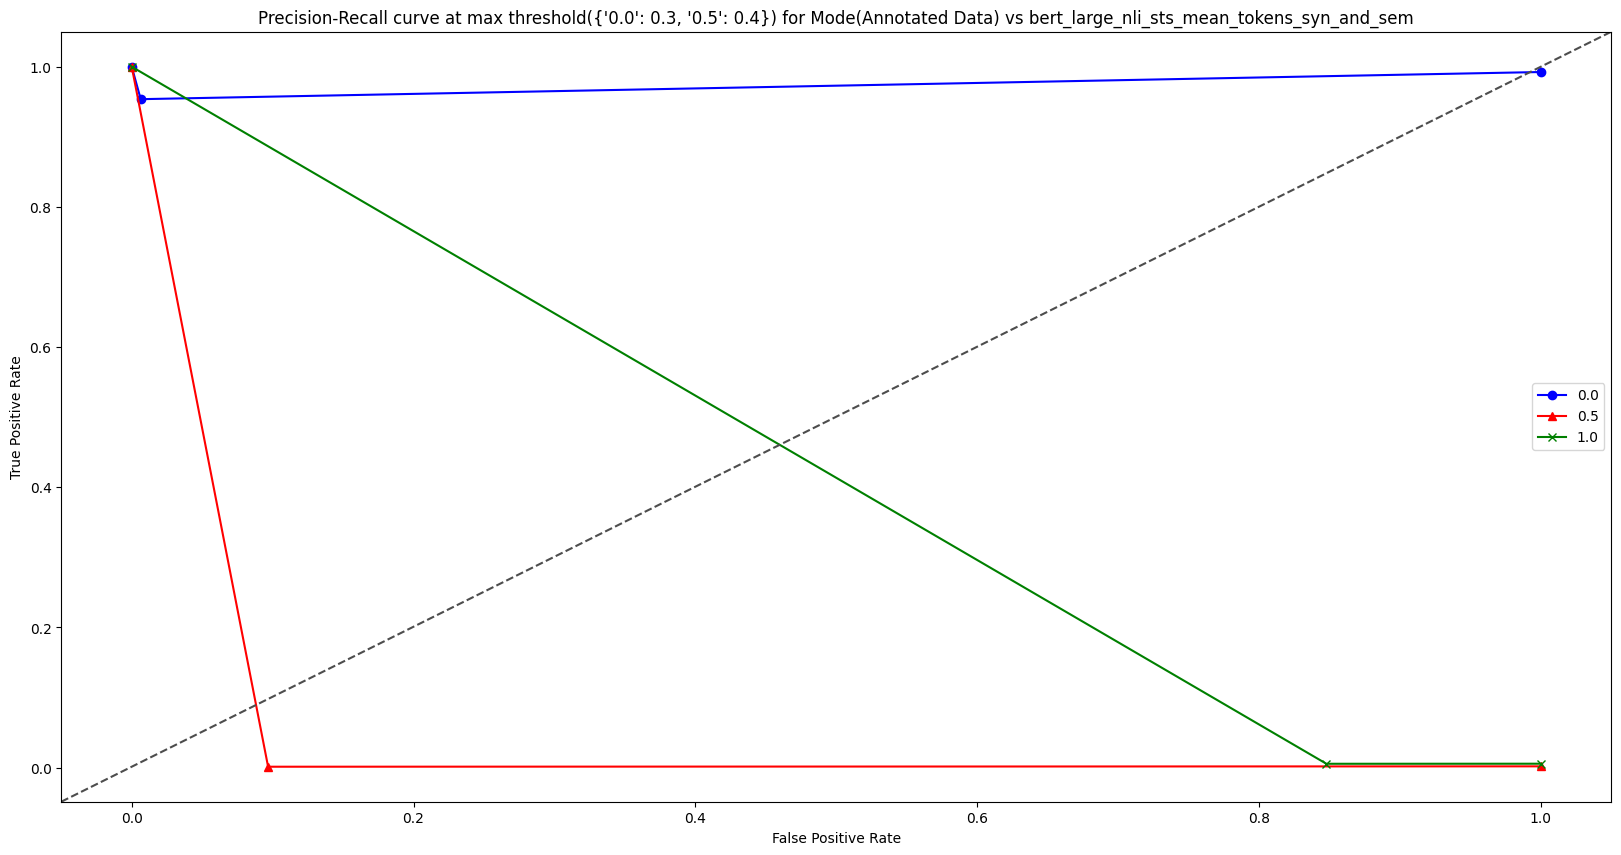 Precision-Recall curve at max threshold({'0.0': 0.3, '0.5': 0.4}) for Mode(Annotated Data) vs bert_large_nli_sts_mean_tokens_syn_and_sem
1.0
0.8
0.6
0.4
0.2
0.0
True Positive Rate
0.0
0.5
1.0
0.0 0.2 0.4 0.6 0.8 1.0
False Positive Rate